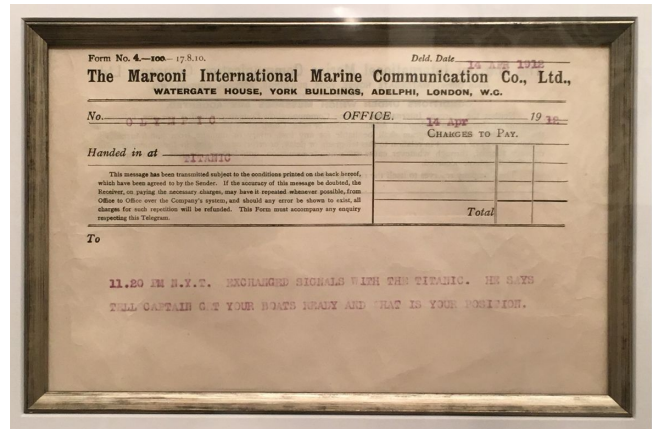 Form No. 4.—100.—17.8.10. Deld. Date 14 APR 1912
The Marconi International Marine Communication Co., Ltd.,
WATERGATE HOUSE, YORK BUILDINGS, ADELPHI, LONDON, W.C.
No. OLYMPIC OFFICE. 14 Apr 19 12
CHARGES TO PAY.
Handed in at TITANIC
This message has been transmitted subject to the conditions printed on the back hereof,
which have been agreed to by the Sender. If the accuracy of this message be doubted, the
Receiver, on paying the necessary charges, may have it repeated whenever possible, from
Office to Office over the Company's system, and should any error be shown to exist, all
charges for such repetition will be refunded. This Form must accompany any enquiry
respecting this Telegram.
Total
To
11.20 PM N.Y.T. EXCHANGED SIGNALS WITH THE TITANIC. HE SAYS
TELL CAPTAIN GET YOUR BOATS READY AND WHAT IS YOUR POSITION.